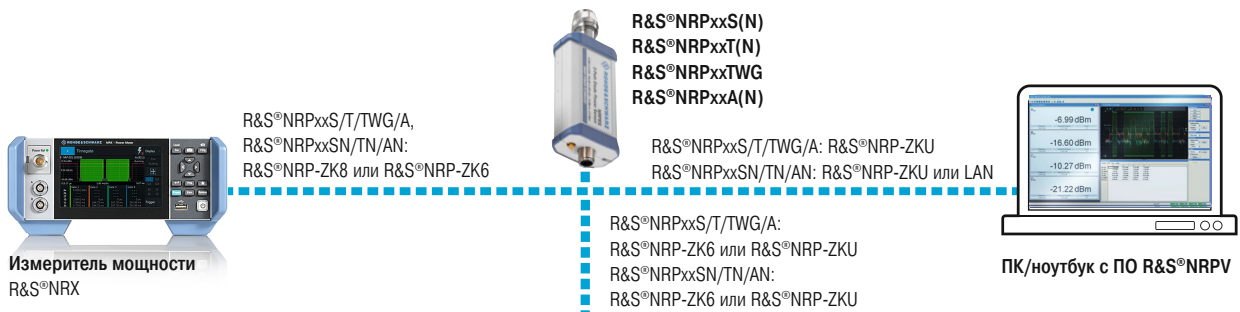 R&S®NRPxxS(N)
R&S®NRPxxT(N)
R&S®NRPxxTWG
R&S®NRPxxA(N)
R&S®NRPxxS/T/TWG/A,
R&S®NRPxxSN/TN/AN:
R&S®NRP-ZK8 или R&S®NRP-ZK6
R&S®NRPxxS/T/TWG/A: R&S®NRP-ZKU
R&S®NRPxxSN/TN/AN: R&S®NRP-ZKU или LAN
-6.99 dBm
-16.60 dBm
-10.27 dBm
-21.22 dBm
ROHDE&SCHWARZ
R&S®NRPxxS/T/TWG/A:
R&S®NRP-ZK6 или R&S®NRP-ZKU
R&S®NRPxxSN/TN/AN:
R&S®NRP-ZK6 или R&S®NRP-ZKU
Измеритель мощности
R&S®NRX
ПК/ноутбук с ПО R&S®NRPV